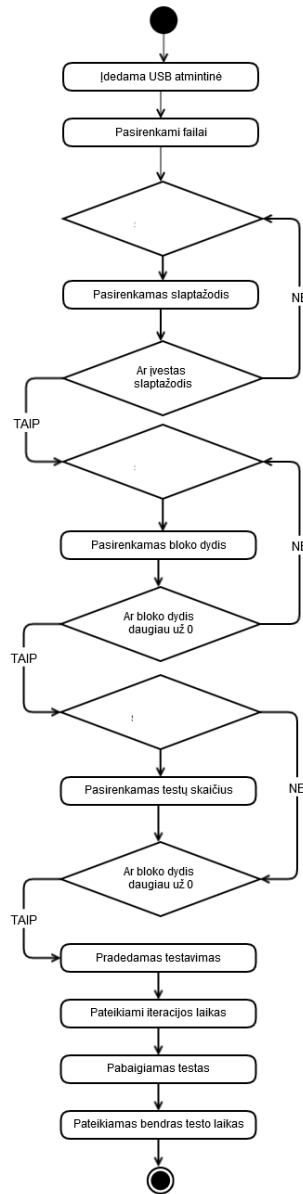 Įdedama USB atmintinė
Pasirenkami failai
Pasirenkamas slaptažodis
NE
Ar įvestas
slaptažodis
TAIP
Pasirenkamas bloko dydis
NE
Ar bloko dydis
daugiau už 0
TAIP
Pasirenkamas testų skaičius
NE
Ar bloko dydis
daugiau už 0
TAIP
Pradedamas testavimas
Pateikiami iteracijos laikas
Pabaigiamas testas
Pateikiamas bendras testo laikas